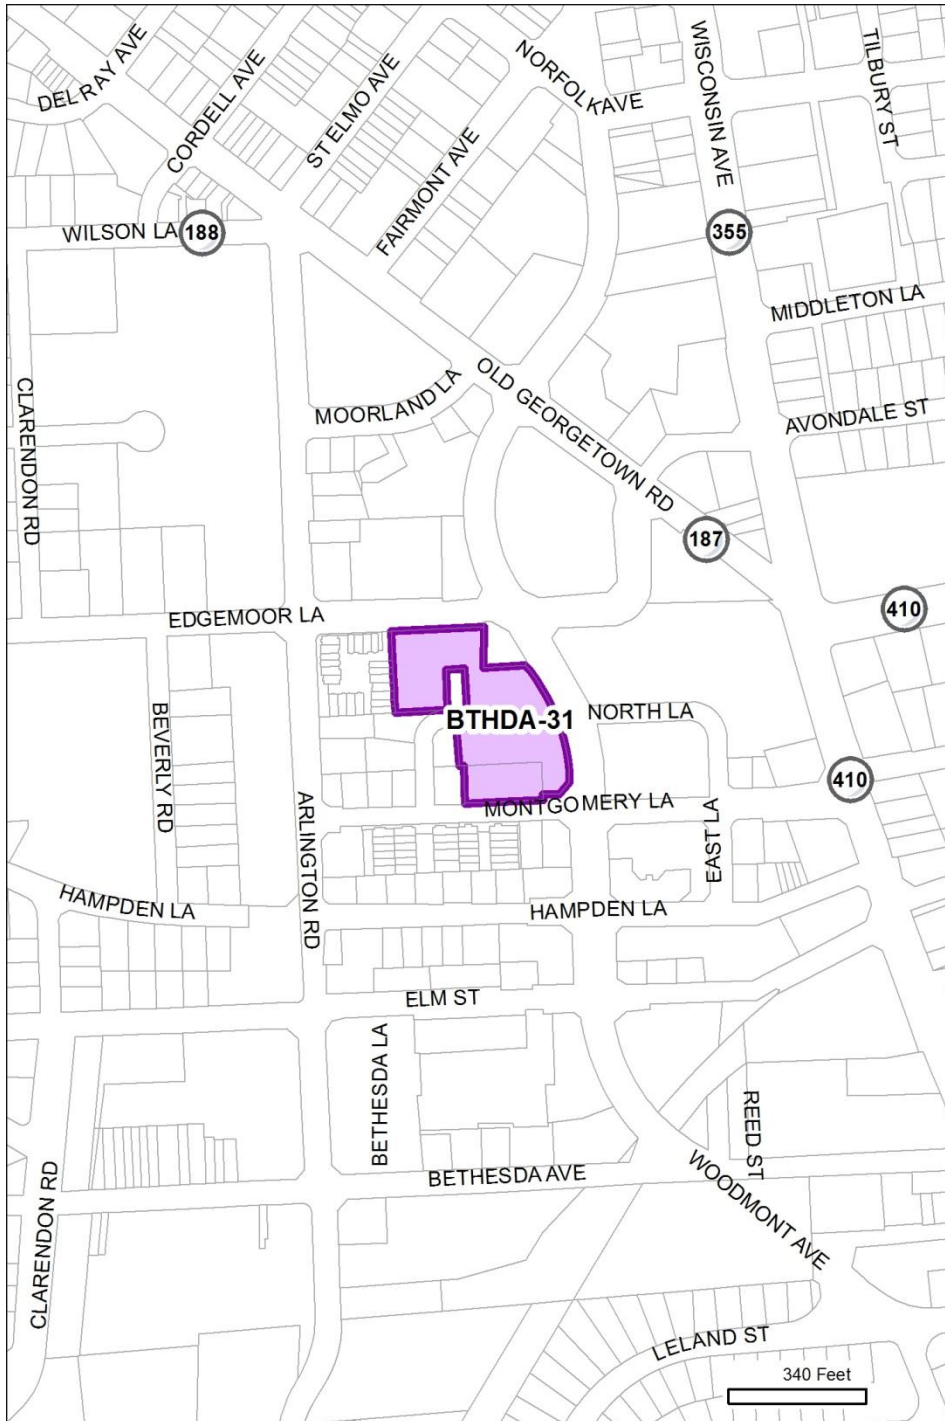 DEL RAY AVE
CORDELL AVE
ST ELMO AVE
FAIRMONT AVE
NORFOLK AVE
WISCONSIN AVE
TILBURY ST
WILSON LA
188
355
MIDDLETON LA
CLARENDON RD
MOORLAND LA
OLD GEORGETOWN RD
AVONDALE ST
187
410
EDGEMOOR LA
BTHDA-31
NORTH LA
BEVERLY RD
410
ARLINGTON RD
MONTGOMERY LA
EAST LA
HAMPDEN LA
HAMPDEN LA
ELM ST
BETHESDA LA
REED ST
BETHESDA AVE
WOODMONT AVE
CLARENDON RD
LELAND ST
340 Feet